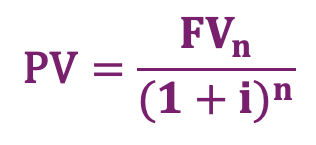 PV = FVₙ / (1 + i)ⁿ